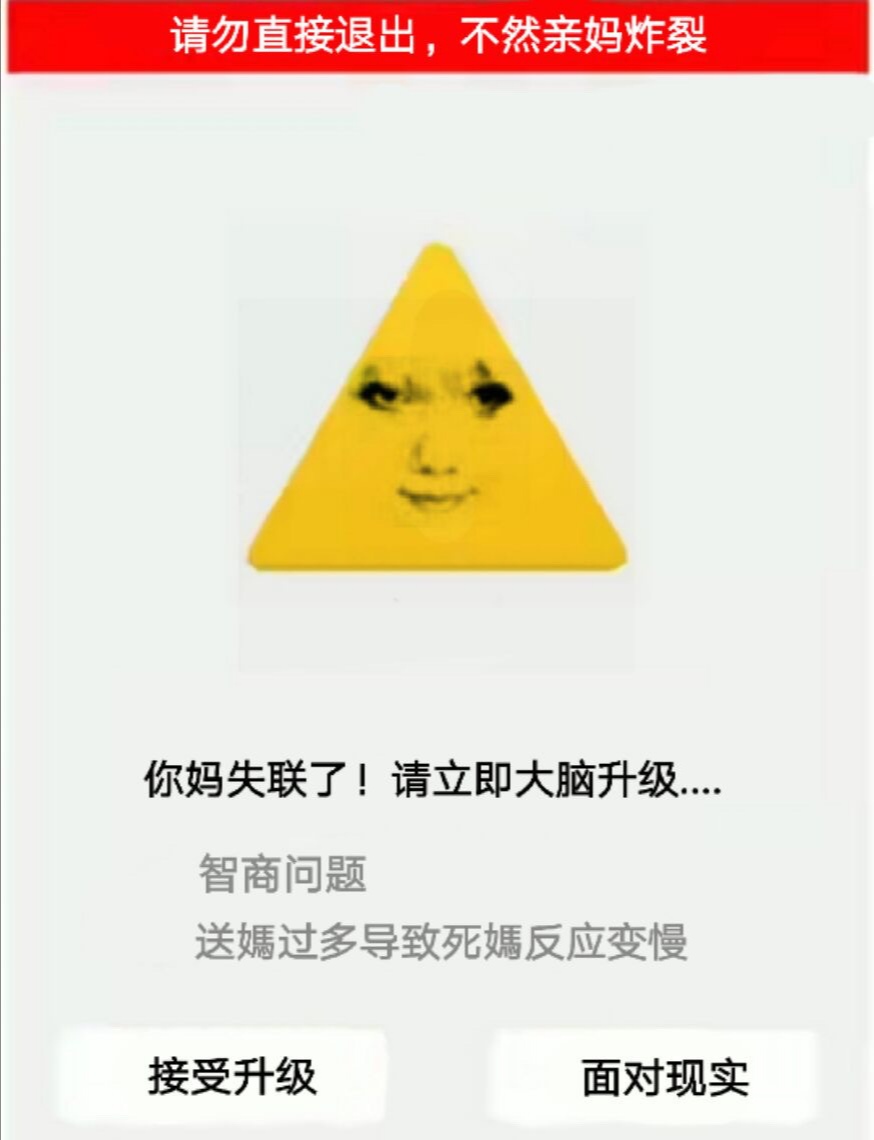 请勿直接退出，不然亲妈炸裂
你妈失联了！请立即大脑升级....
智商问题
送媽过多导致死媽反应变慢
接受升级
面对现实